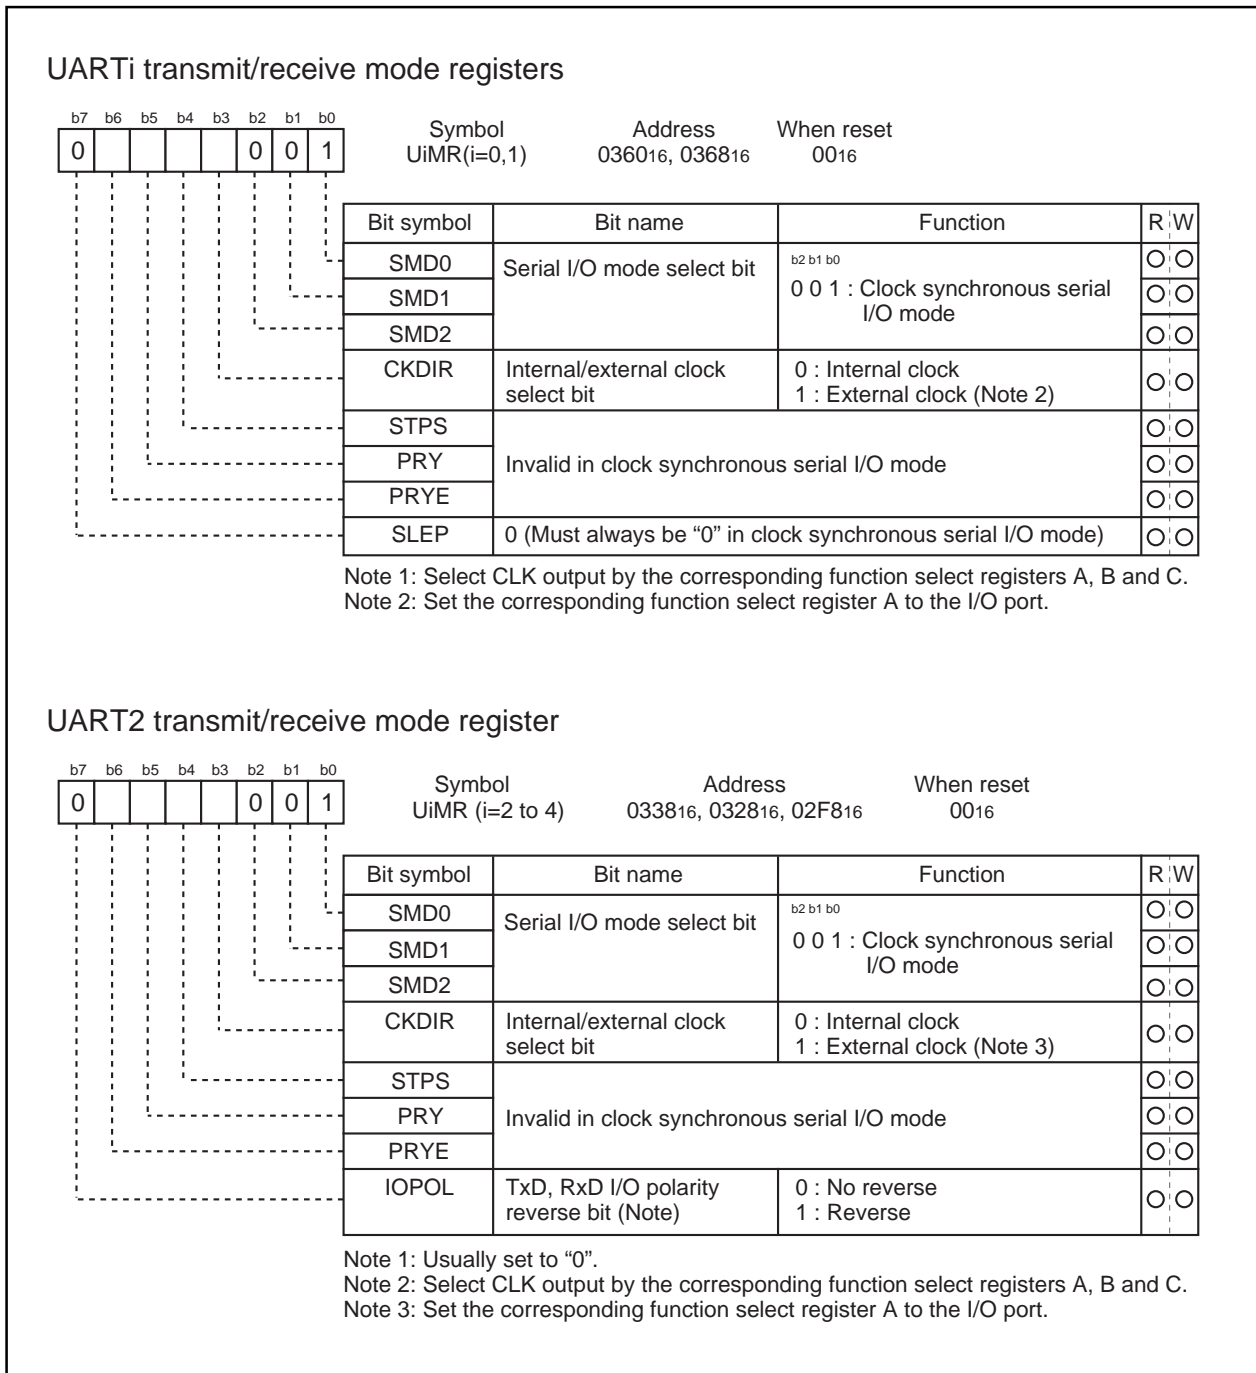 UARTi transmit/receive mode registers
b7 b6 b5 b4 b3 b2 b1 b0
0 0 0 1
Symbol Address When reset
UiMR(i=0,1) 036016, 036816 0016
Bit symbol Bit name Function R W
SMD0 Serial I/O mode select bit b2 b1 b0
SMD1 0 0 1 : Clock synchronous serial
I/O mode
SMD2
CKDIR Internal/external clock 0 : Internal clock
select bit 1 : External clock (Note 2)
STPS
PRY Invalid in clock synchronous serial I/O mode
PRYE
SLEP 0 (Must always be “0” in clock synchronous serial I/O mode)
Note 1: Select CLK output by the corresponding function select registers A, B and C.
Note 2: Set the corresponding function select register A to the I/O port.
UART2 transmit/receive mode register
b7 b6 b5 b4 b3 b2 b1 b0
0 0 0 1
Symbol Address When reset
UiMR (i=2 to 4) 033816, 032816, 02F816 0016
Bit symbol Bit name Function R W
SMD0 Serial I/O mode select bit b2 b1 b0
SMD1 0 0 1 : Clock synchronous serial
I/O mode
SMD2
CKDIR Internal/external clock 0 : Internal clock
select bit 1 : External clock (Note 3)
STPS
PRY Invalid in clock synchronous serial I/O mode
PRYE
IOPOL TxD, RxD I/O polarity 0 : No reverse
reverse bit (Note) 1 : Reverse
Note 1: Usually set to “0”.
Note 2: Select CLK output by the corresponding function select registers A, B and C.
Note 3: Set the corresponding function select register A to the I/O port.